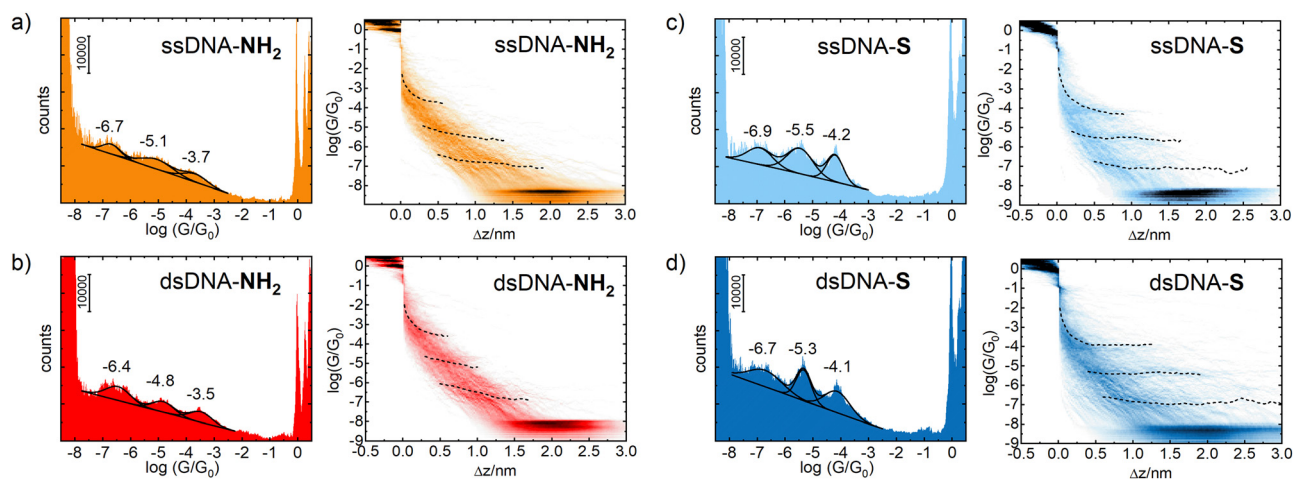 a)
ssDNA-NH2
10000
counts
-6.7
-5.1
-3.7
-8 -7 -6 -5 -4 -3 -2 -1 0
log (G/G0)
ssDNA-NH2
log(G/G0)
0
-1
-2
-3
-4
-5
-6
-7
-8
0.0 0.5 1.0 1.5 2.0 2.5 3.0
Δz/nm
c)
ssDNA-S
10000
counts
-6.9
-5.5
-4.2
-8 -7 -6 -5 -4 -3 -2 -1 0
log (G/G0)
ssDNA-S
log(G/G0)
0
-1
-2
-3
-4
-5
-6
-7
-8
-9
-0.5 0.0 0.5 1.0 1.5 2.0 2.5 3.0
Δz/nm
b)
dsDNA-NH2
10000
counts
-6.4
-4.8
-3.5
-8 -7 -6 -5 -4 -3 -2 -1 0
log (G/G0)
dsDNA-NH2
log(G/G0)
0
-1
-2
-3
-4
-5
-6
-7
-8
-9
-0.5 0.0 0.5 1.0 1.5 2.0 2.5 3.0
Δz/nm
d)
dsDNA-S
10000
counts
-6.7
-5.3
-4.1
-8 -7 -6 -5 -4 -3 -2 -1 0
log (G/G0)
dsDNA-S
log(G/G0)
0
-1
-2
-3
-4
-5
-6
-7
-8
-9
-0.5 0.0 0.5 1.0 1.5 2.0 2.5 3.0
Δz/nm